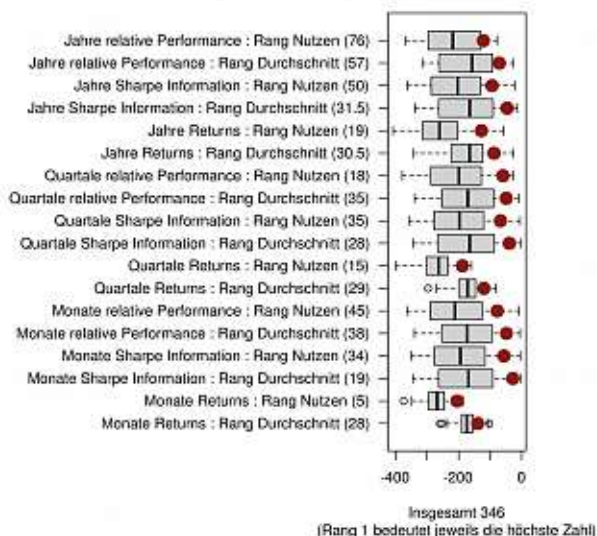 Jahre relative Performance : Rang Nutzen (76)
Jahre relative Performance : Rang Durchschnitt (57)
Jahre Sharpe Information : Rang Nutzen (50)
Jahre Sharpe Information : Rang Durchschnitt (31.5)
Jahre Returns : Rang Nutzen (19)
Jahre Returns : Rang Durchschnitt (30.5)
Quartale relative Performance : Rang Nutzen (18)
Quartale relative Performance : Rang Durchschnitt (35)
Quartale Sharpe Information : Rang Nutzen (35)
Quartale Sharpe Information : Rang Durchschnitt (28)
Quartale Returns : Rang Nutzen (15)
Quartale Returns : Rang Durchschnitt (29)
Monate relative Performance : Rang Nutzen (45)
Monate relative Performance : Rang Durchschnitt (38)
Monate Sharpe Information : Rang Nutzen (34)
Monate Sharpe Information : Rang Durchschnitt (19)
Monate Returns : Rang Nutzen (5)
Monate Returns : Rang Durchschnitt (28)
-400 -200 0
Insgesamt 346
(Rang 1 bedeutet jeweils die höchste Zahl)